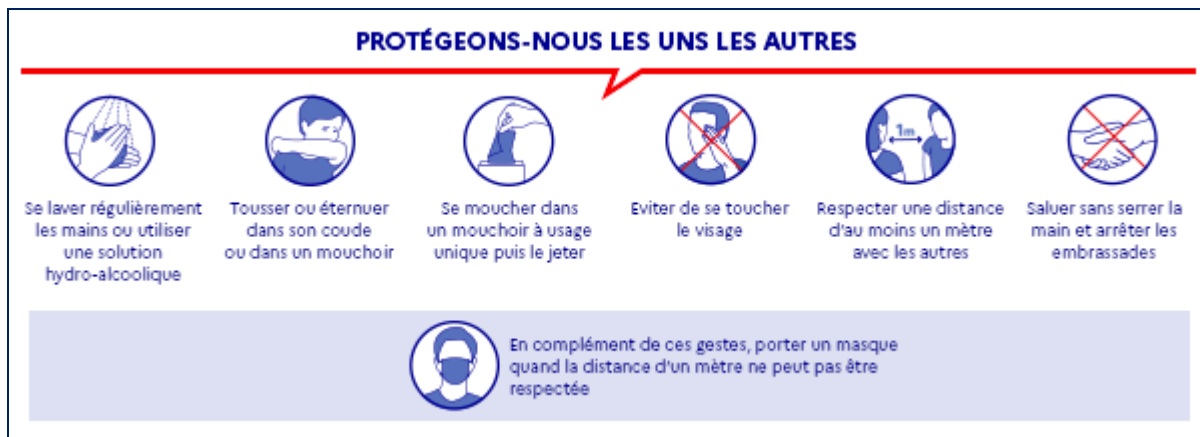 PROTÉGEONS-NOUS LES UNS LES AUTRES
Se laver régulièrement
les mains ou utiliser
une solution
hydro-alcoolique
Tousser ou éternuer
dans son coude
ou dans un mouchoir
Se moucher dans
un mouchoir à usage
unique puis le jeter
Eviter de se toucher
le visage
1m
Respecter une distance
d'au moins un mètre
avec les autres
Saluer sans serrer la
main et arrêter les
embrassades
En complément de ces gestes, porter un masque
quand la distance d'un mètre ne peut pas être
respectée